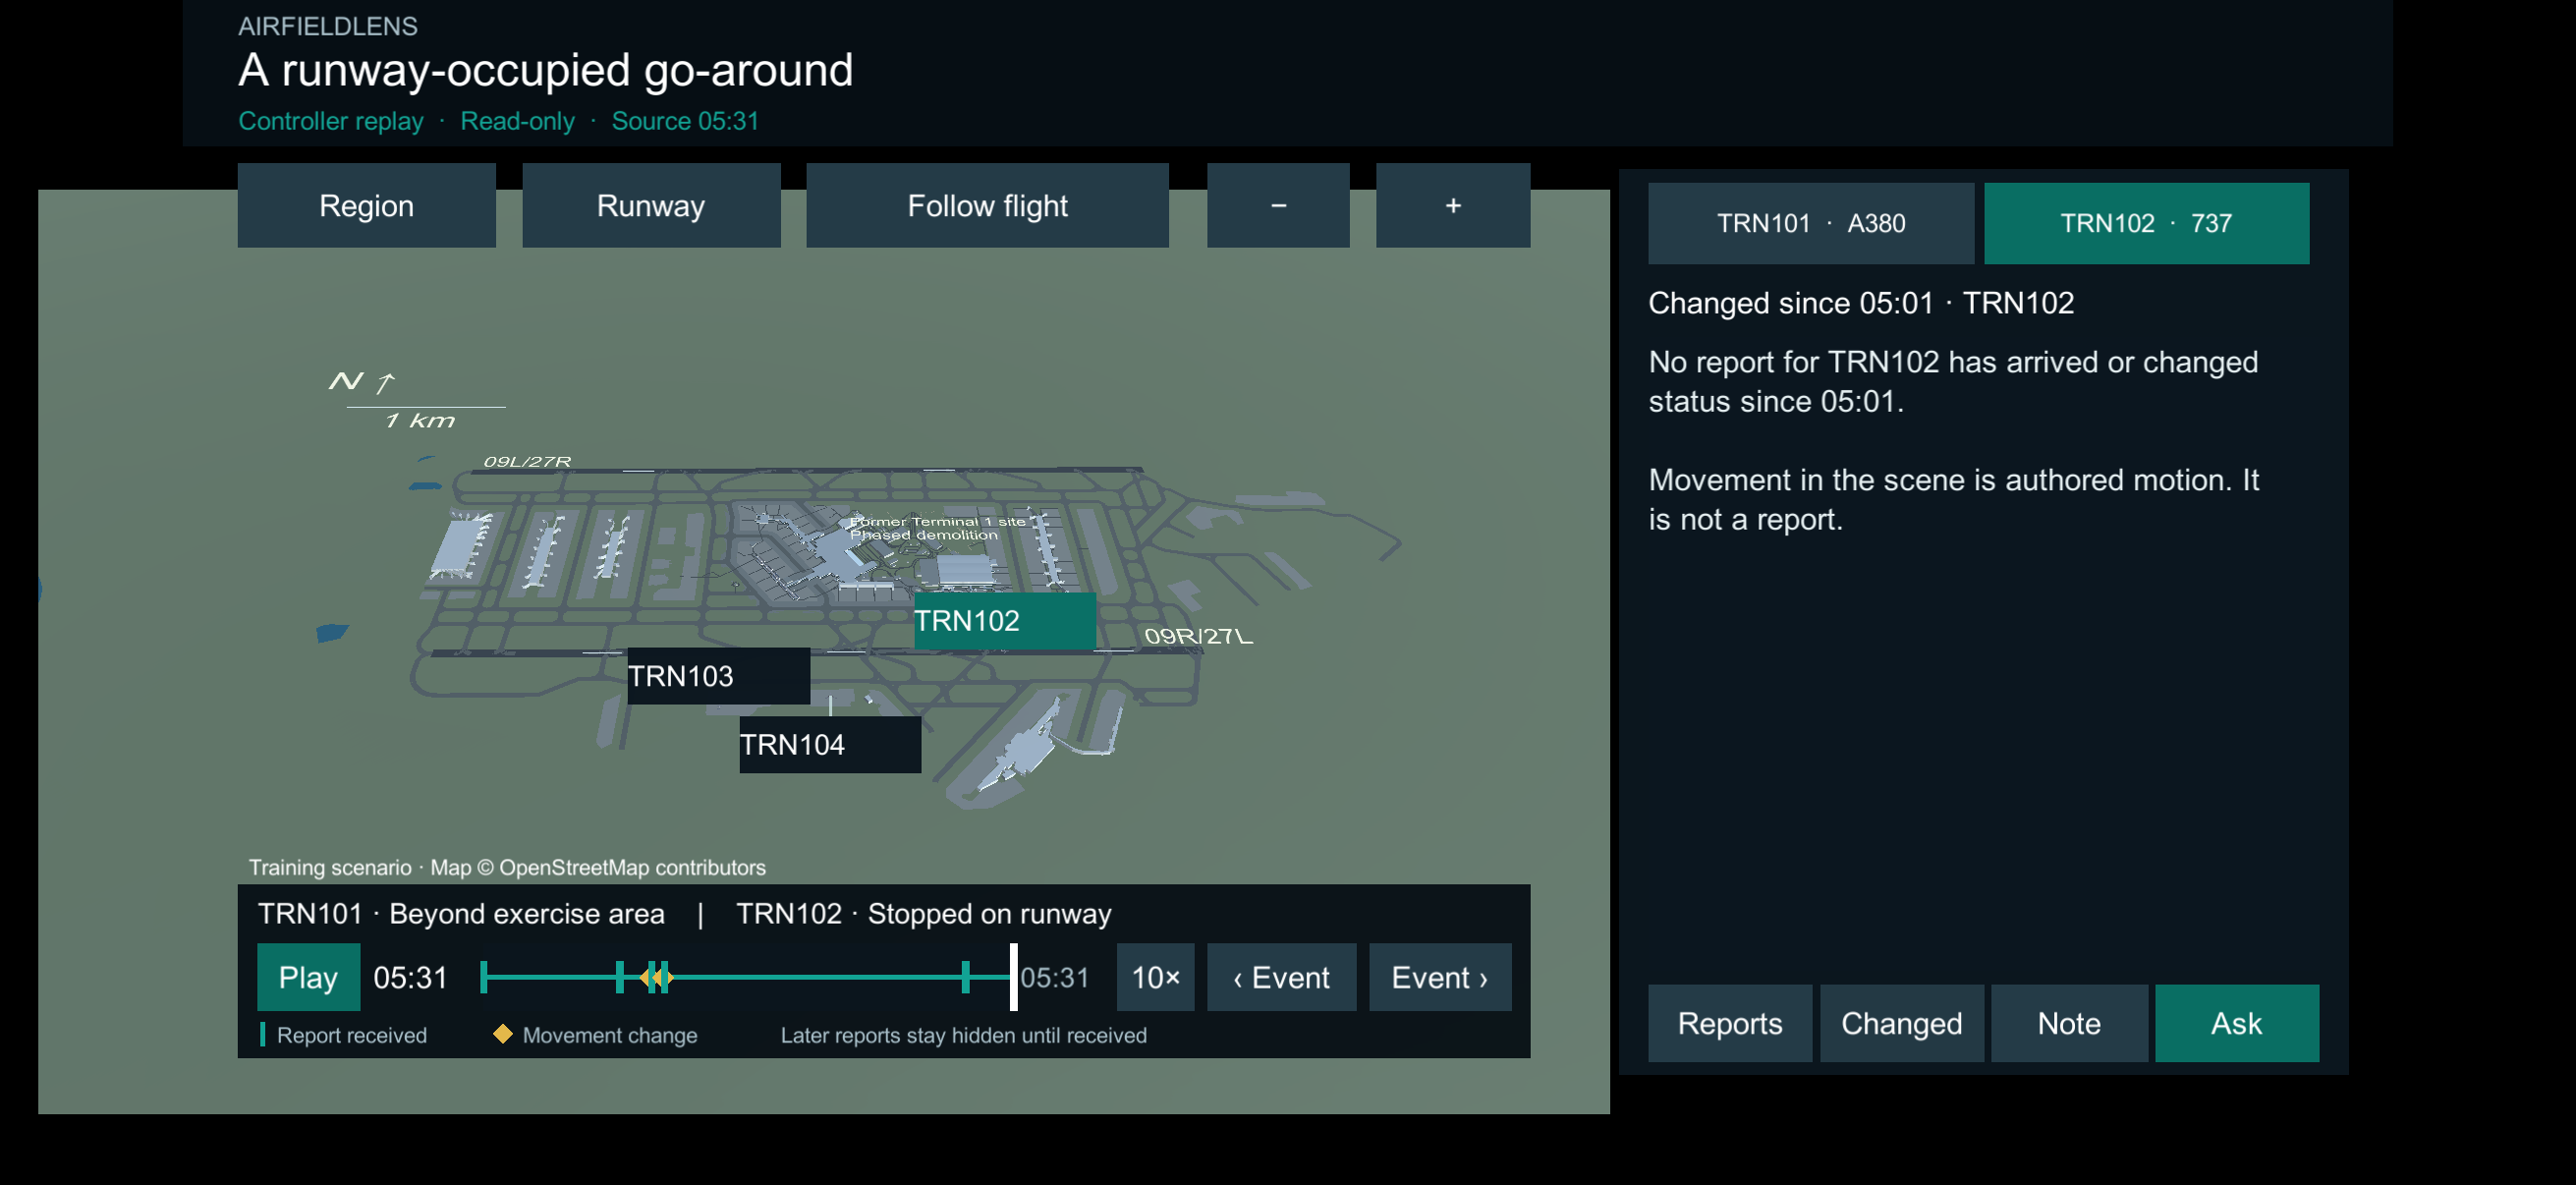 AIRFIELDLENS
A runway-occupied go-around
Controller replay · Read-only · Source 05:31
Region
Runway
Follow flight
−
+
TRN101 · A380
TRN102 · 737
Changed since 05:01 · TRN102
No report for TRN102 has arrived or changed
status since 05:01.
Movement in the scene is authored motion. It
is not a report.
N ↑
1 km
09L/27R
Former Terminal 1 site
Phased demolition
TRN102
09R/27L
TRN103
TRN104
Training scenario · Map © OpenStreetMap contributors
TRN101 · Beyond exercise area | TRN102 · Stopped on runway
Play
05:31
05:31
10×
‹ Event
Event ›
Report received
Movement change
Later reports stay hidden until received
Reports
Changed
Note
Ask